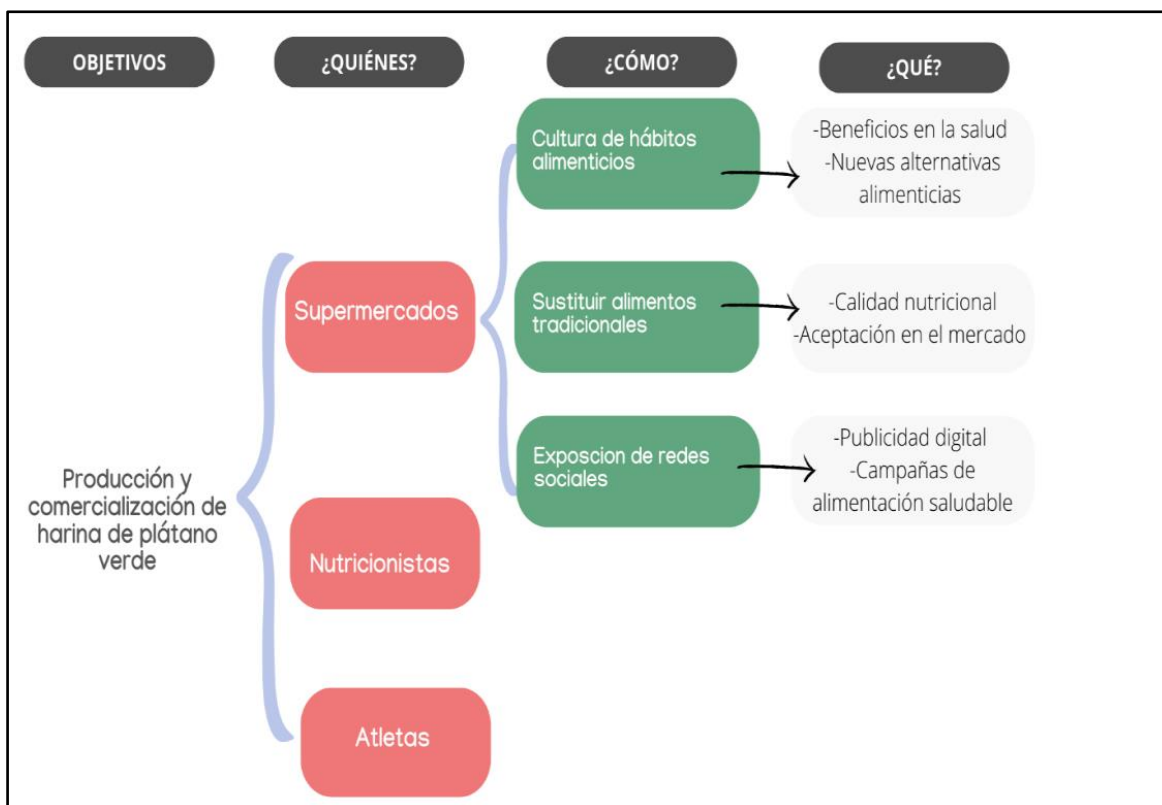 OBJETIVOS
¿QUIÉNES?
¿CÓMO?
¿QUÉ?
Producción y
comercialización de
harina de plátano
verde
Supermercados
Nutricionistas
Atletas
Cultura de hábitos
alimenticios
Sustituir alimentos
tradicionales
Exposcion de redes
sociales
-Beneficios en la salud
-Nuevas alternativas
alimenticias
-Calidad nutricional
-Aceptación en el mercado
-Publicidad digital
-Campañas de
alimentación saludable